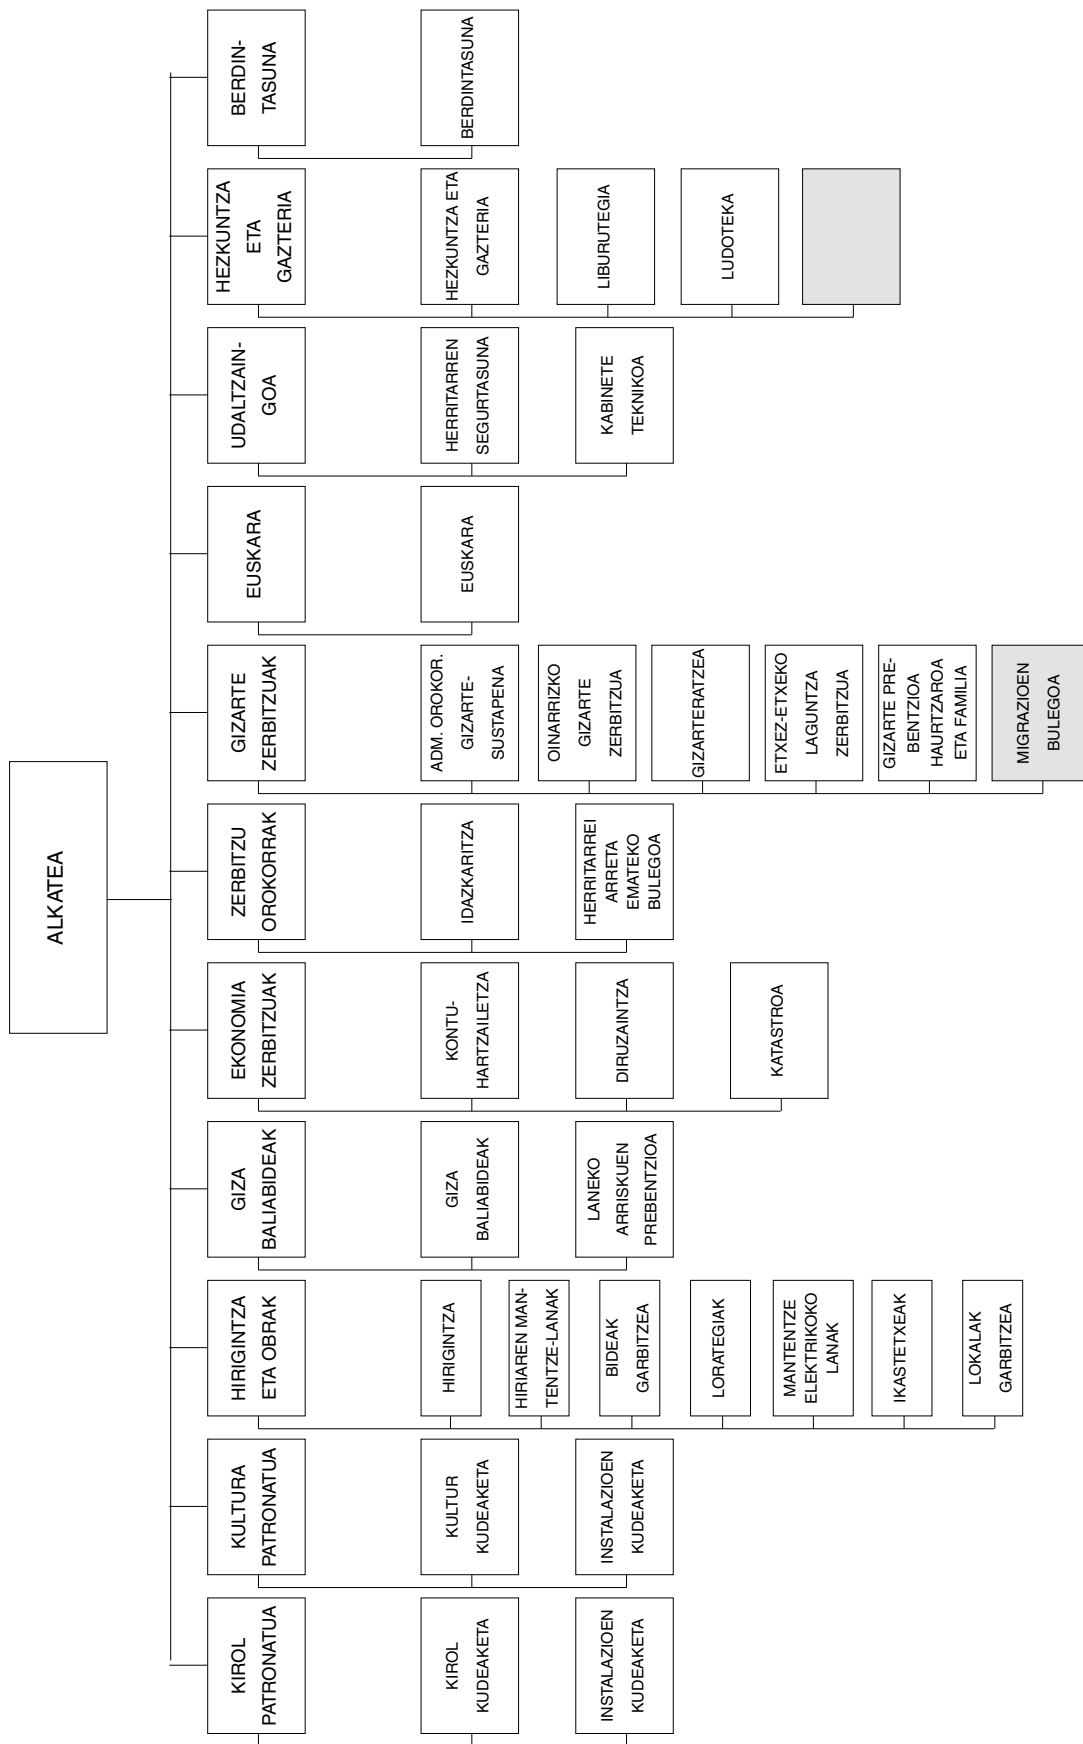 ALKATEA
KIROL
PATRONATUA
KULTURA
PATRONATUA
HIRIGINTZA
ETA OBRAK
GIZA
BALIABIDEAK
EKONOMIA
ZERBITZUAK
ZERBITZU
OROKORRAK
GIZARTE
ZERBITZUAK
EUSKARA
UDALTZAIN-
GOA
HEZKUNTZA
ETA
GAZTERIA
BERDIN-
TASUNA
KIROL
KUDEAKETA
INSTALAZIOEN
KUDEAKETA
KULTUR
KUDEAKETA
INSTALAZIOEN
KUDEAKETA
HIRIGINTZA
HIRIAREN MAN-
TENTZE-LANAK
BIDEAK
GARBITZEA
LORATEGIAK
MANTENTZE
ELEKTRIKOKO
LANAK
IKASTETXEAK
LOKALAK
GARBITZEA
GIZA
BALIABIDEAK
LANEKO
ARRISKUEN
PREBENTZIOA
KONTU-
HARTZAILETZA
DIRUZAINTZA
KATASTROA
IDAZKARITZA
HERRITARREI
ARRETA
EMATEKO
BULEGOA
ADM. OROKOR.
GIZARTE-
SUSTAPENA
OINARRIZKO
GIZARTE
ZERBITZUA
GIZARTERATZEA
ETXEZ-ETXEKO
LAGUNTZA
ZERBITZUA
GIZARTE PRE-
BENTZIOA
HAURTZAROA
ETA FAMILIA
MIGRAZIOEN
BULEGOA
EUSKARA
HERRITARREN
SEGURTASUNA
KABINETE
TEKNIKOA
HEZKUNTZA ETA
GAZTERIA
LIBURUTEGIA
LUDOTEKA
BERDINTASUNA